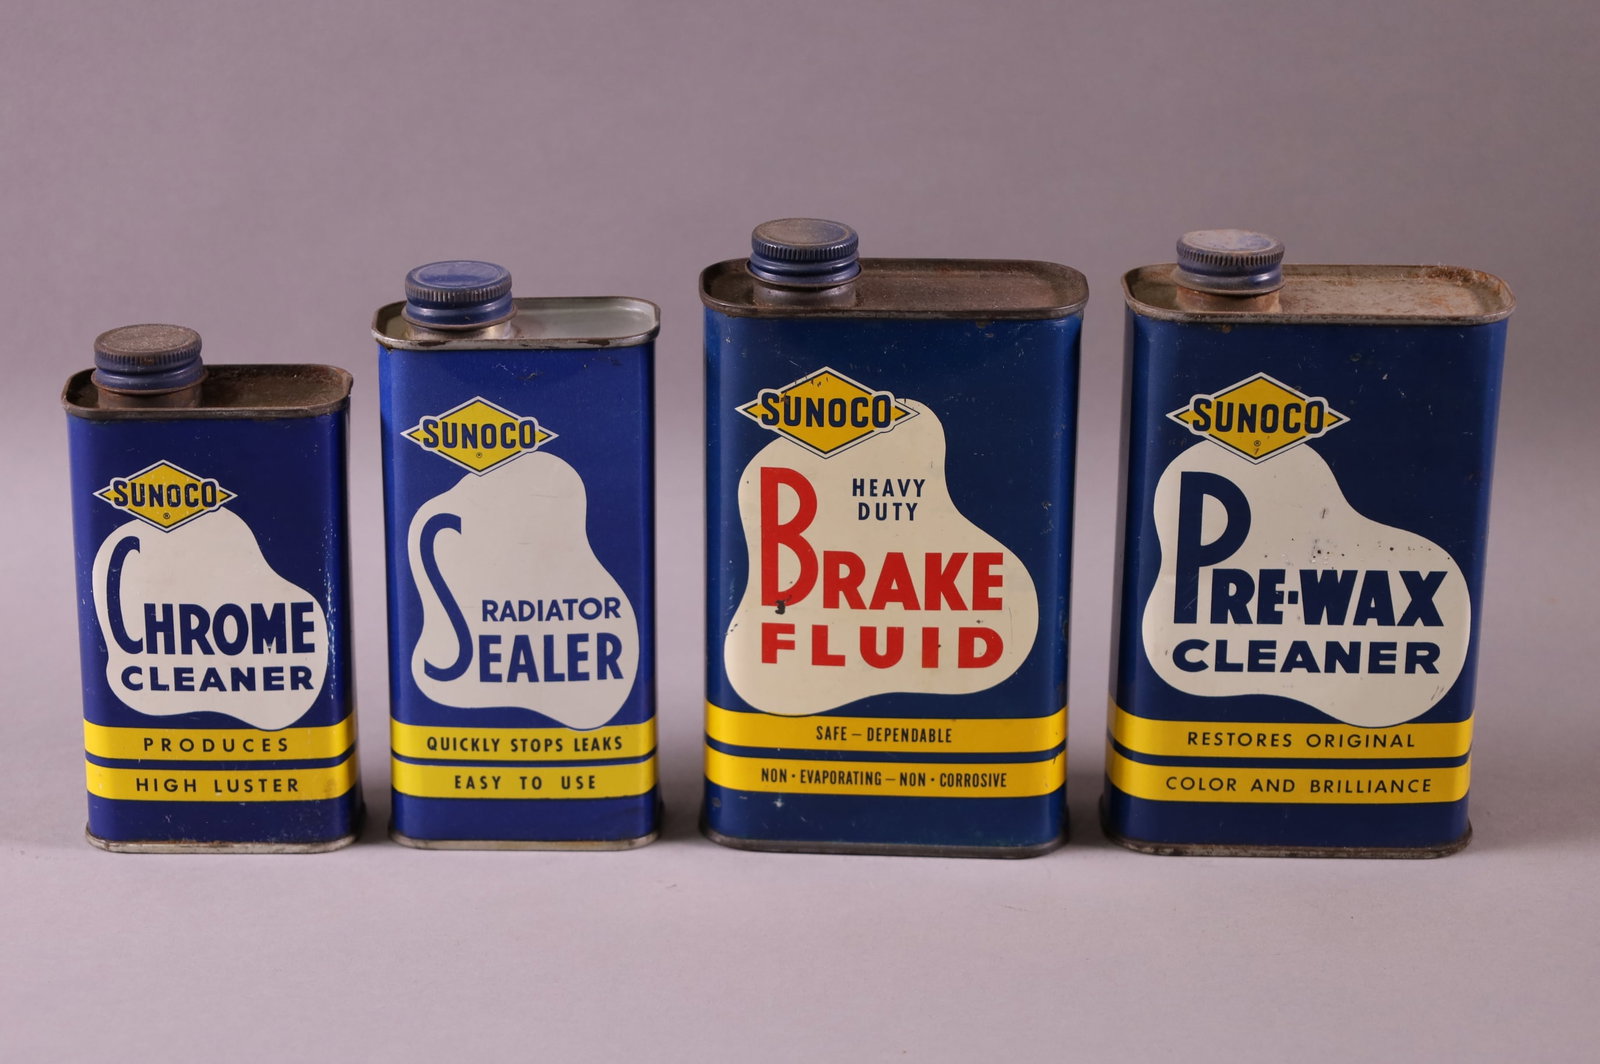 SUNOCO
®
CHROME
CLEANER
PRODUCES
HIGH LUSTER
SUNOCO
®
RADIATOR
SEALER
QUICKLY STOPS LEAKS
EASY TO USE
SUNOCO
HEAVY
DUTY
BRAKE
FLUID
SAFE — DEPENDABLE
NON • EVAPORATING — NON • CORROSIVE
SUNOCO
®
7
PRE-WAX
CLEANER
RESTORES ORIGINAL
COLOR AND BRILLIANCE